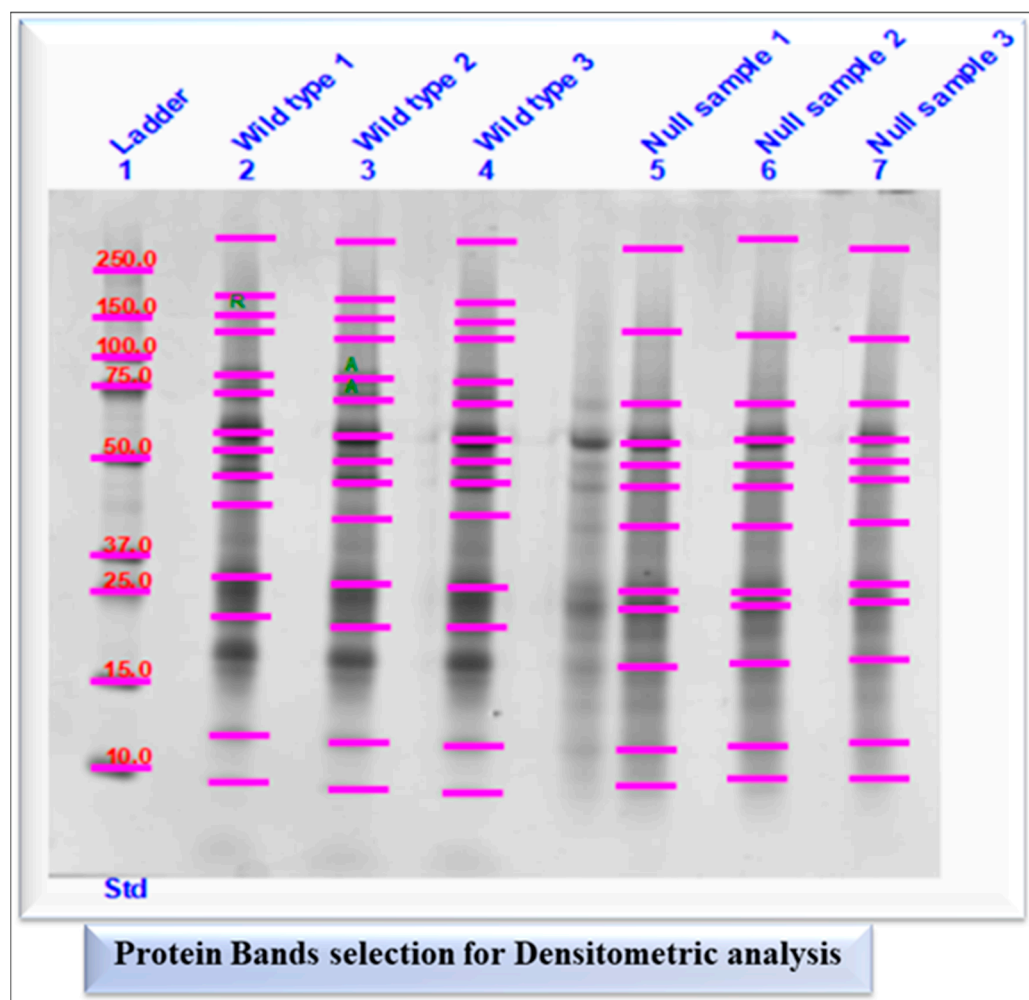 Ladder
Wild type 1
Wild type 2
Wild type 3
Null sample 1
Null sample 2
Null sample 3
1 2 3 4 5 6 7
250.0
R
150.0
100.0
A
75.0
A
50.0
37.0
25.0
15.0
10.0
Std
Protein Bands selection for Densitometric analysis